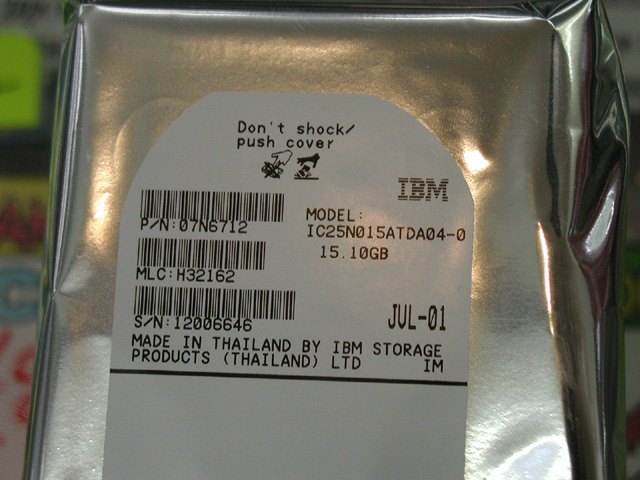 Don't shock/
push cover
IBM
P/N:07N6712
MODEL:
IC25N015ATDA04-0
15.10GB
MLC:H32162
S/N:12006646
JUL-01
MADE IN THAILAND BY IBM STORAGE
PRODUCTS (THAILAND) LTD IM